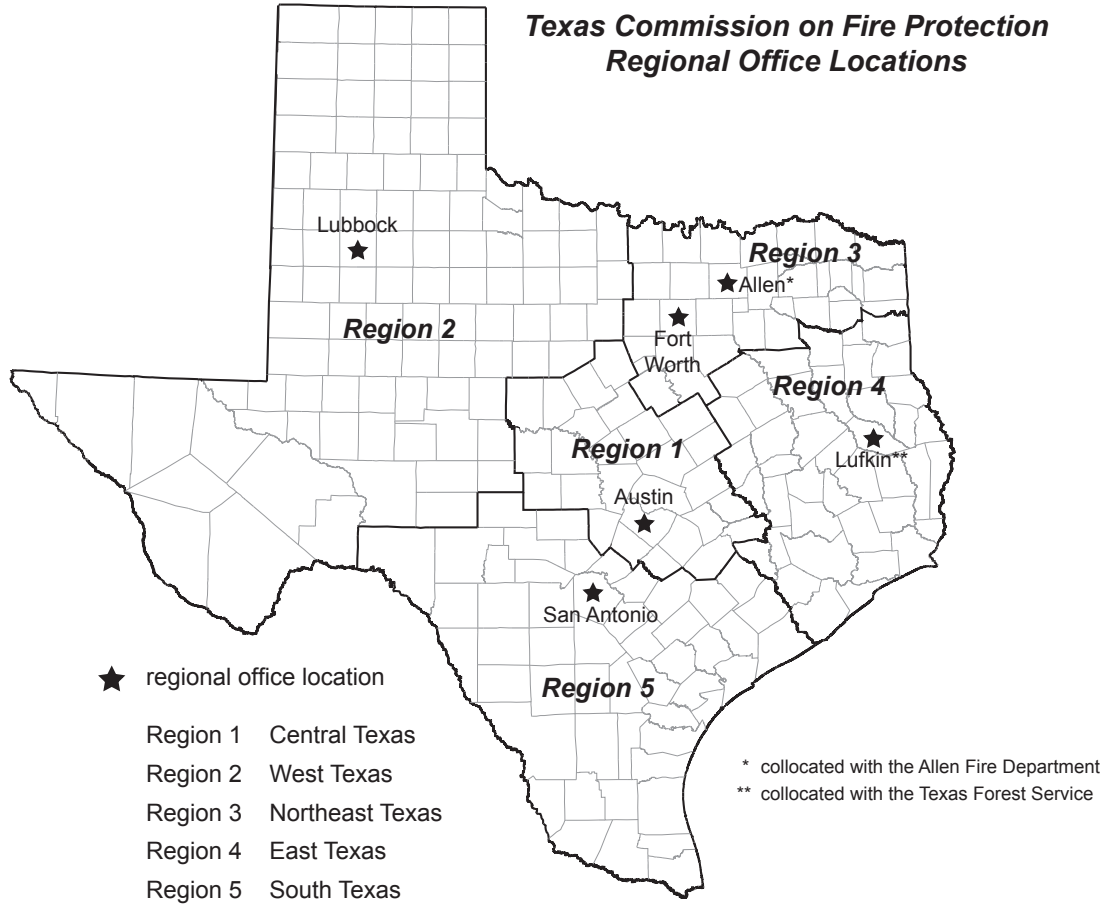 Texas Commission on Fire Protection
Regional Office Locations
Lubbock
Region 3
Allen*
Region 2
Fort
Worth
Region 4
Region 1
Lufkin**
Austin
San Antonio
regional office location
Region 5
Region 1 Central Texas
Region 2 West Texas
Region 3 Northeast Texas
Region 4 East Texas
Region 5 South Texas
* collocated with the Allen Fire Department
** collocated with the Texas Forest Service